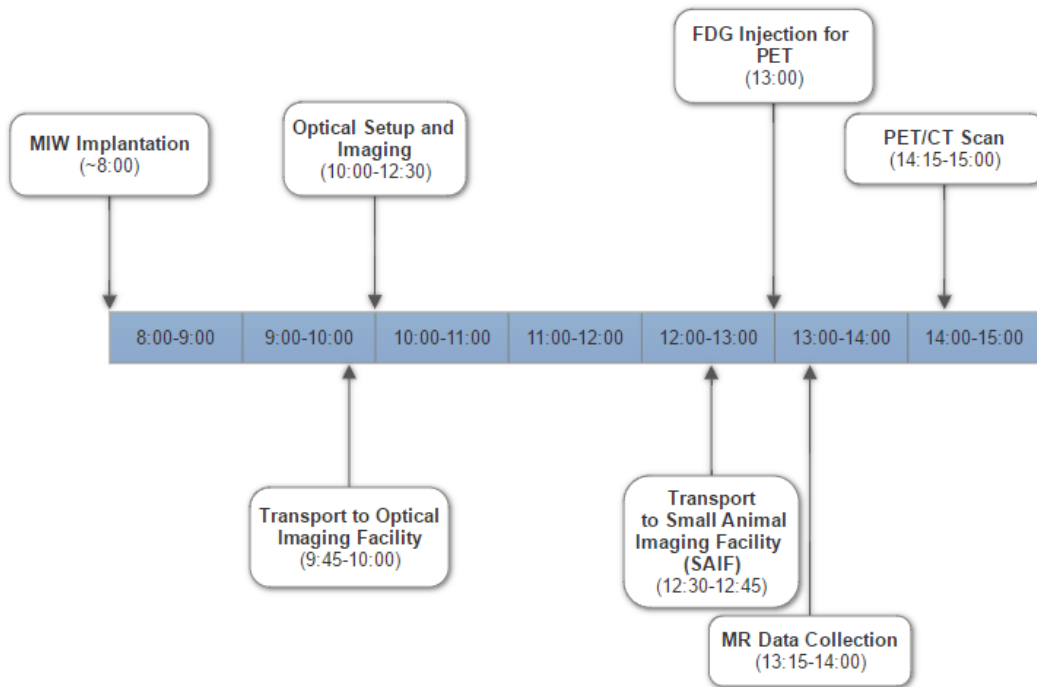 FDG Injection for
PET
(13:00)
MIW Implantation
(~8:00)
Optical Setup and
Imaging
(10:00-12:30)
PET/CT Scan
(14:15-15:00)
8:00-9:00
9:00-10:00
10:00-11:00
11:00-12:00
12:00-13:00
13:00-14:00
14:00-15:00
Transport to Optical
Imaging Facility
(9:45-10:00)
Transport
to Small Animal
Imaging Facility
(SAIF)
(12:30-12:45)
MR Data Collection
(13:15-14:00)